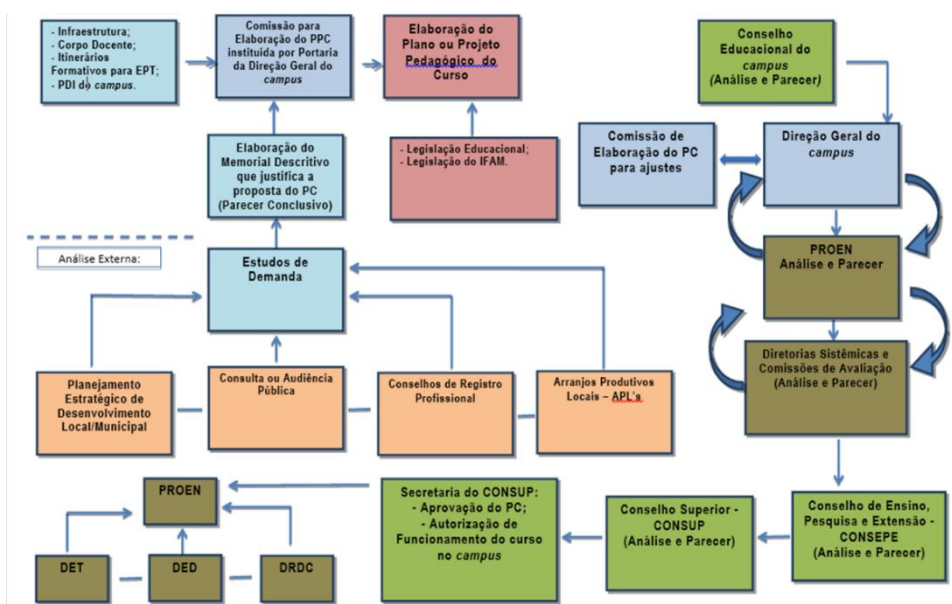 - Infraestrutura;
- Corpo Docente;
- Itinerários
Formativos para EPT;
- PDI do campus.
Comissão para
Elaboração do PPC
instituida por Portaria
da Direção Geral do
campus
Elaboração do
Plano ou Projeto
Pedagógico do
Curso
Conselho
Educacional do
campus
(Análise e Parecer)
Elaboração do
Memorial Descritivo
que justifica a
proposta do PC
(Parecer Conclusivo)
- Legislação Educacional;
- Legislação do IFAM.
Comissão de
Elaboração do PC
para ajustes
Direção Geral do
campus
Análise Externa:
Estudos de
Demanda
PROEN
Análise e Parecer
Diretorias Sistêmicas e
Comissões de Avaliação
(Análise e Parecer)
Planejamento
Estratégico de
Desenvolvimento
Local/Municipal
Consulta ou Audiência
Pública
Conselhos de Registro
Profissional
Arranjos Produtivos
Locais – APL's
PROEN
DET
DED
DRDC
Secretaria do CONSUP:
- Aprovação do PC;
- Autorização de
Funcionamento do curso
no campus
Conselho Superior -
CONSUP
(Análise e Parecer)
Conselho de Ensino,
Pesquisa e Extensão -
CONSEPE
(Análise e Parecer)